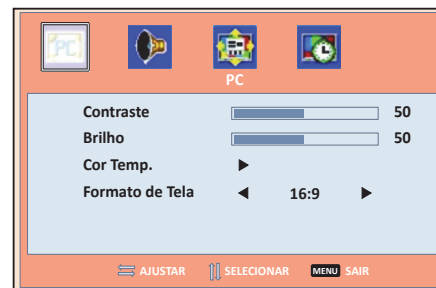 PC
PC
Contraste 50
Brilho 50
Cor Temp.
Formato de Tela 16:9
AJUSTAR SELECIONAR MENU SAIR